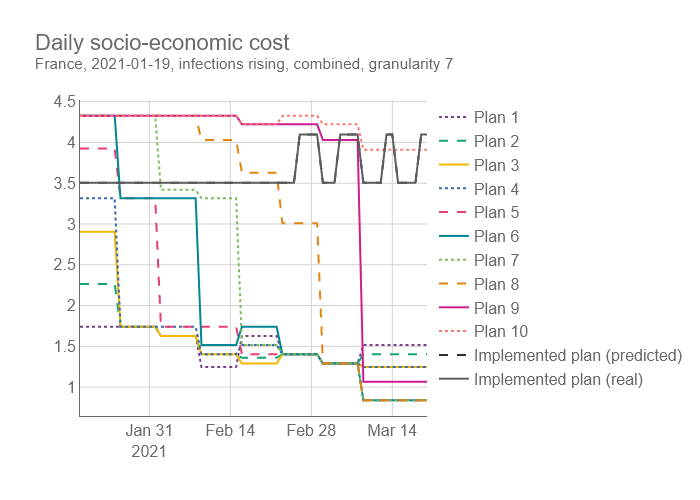 Daily socio-economic cost
France, 2021-01-19, infections rising, combined, granularity 7
4.5
4
3.5
3
2.5
2
1.5
1
Jan 31
2021
Feb 14
Feb 28
Mar 14
Plan 1
Plan 2
Plan 3
Plan 4
Plan 5
Plan 6
Plan 7
Plan 8
Plan 9
Plan 10
Implemented plan (predicted)
Implemented plan (real)